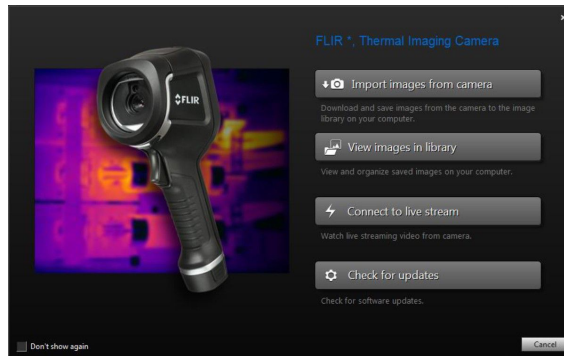 FLIR *, Thermal Imaging Camera
FLIR
Import images from camera
Download and save images from the camera to the image
library on your computer.
View images in library
View and organize saved images on your computer.
Connect to live stream
Watch live streaming video from camera.
Check for updates
Check for software updates.
Don't show again
Cancel